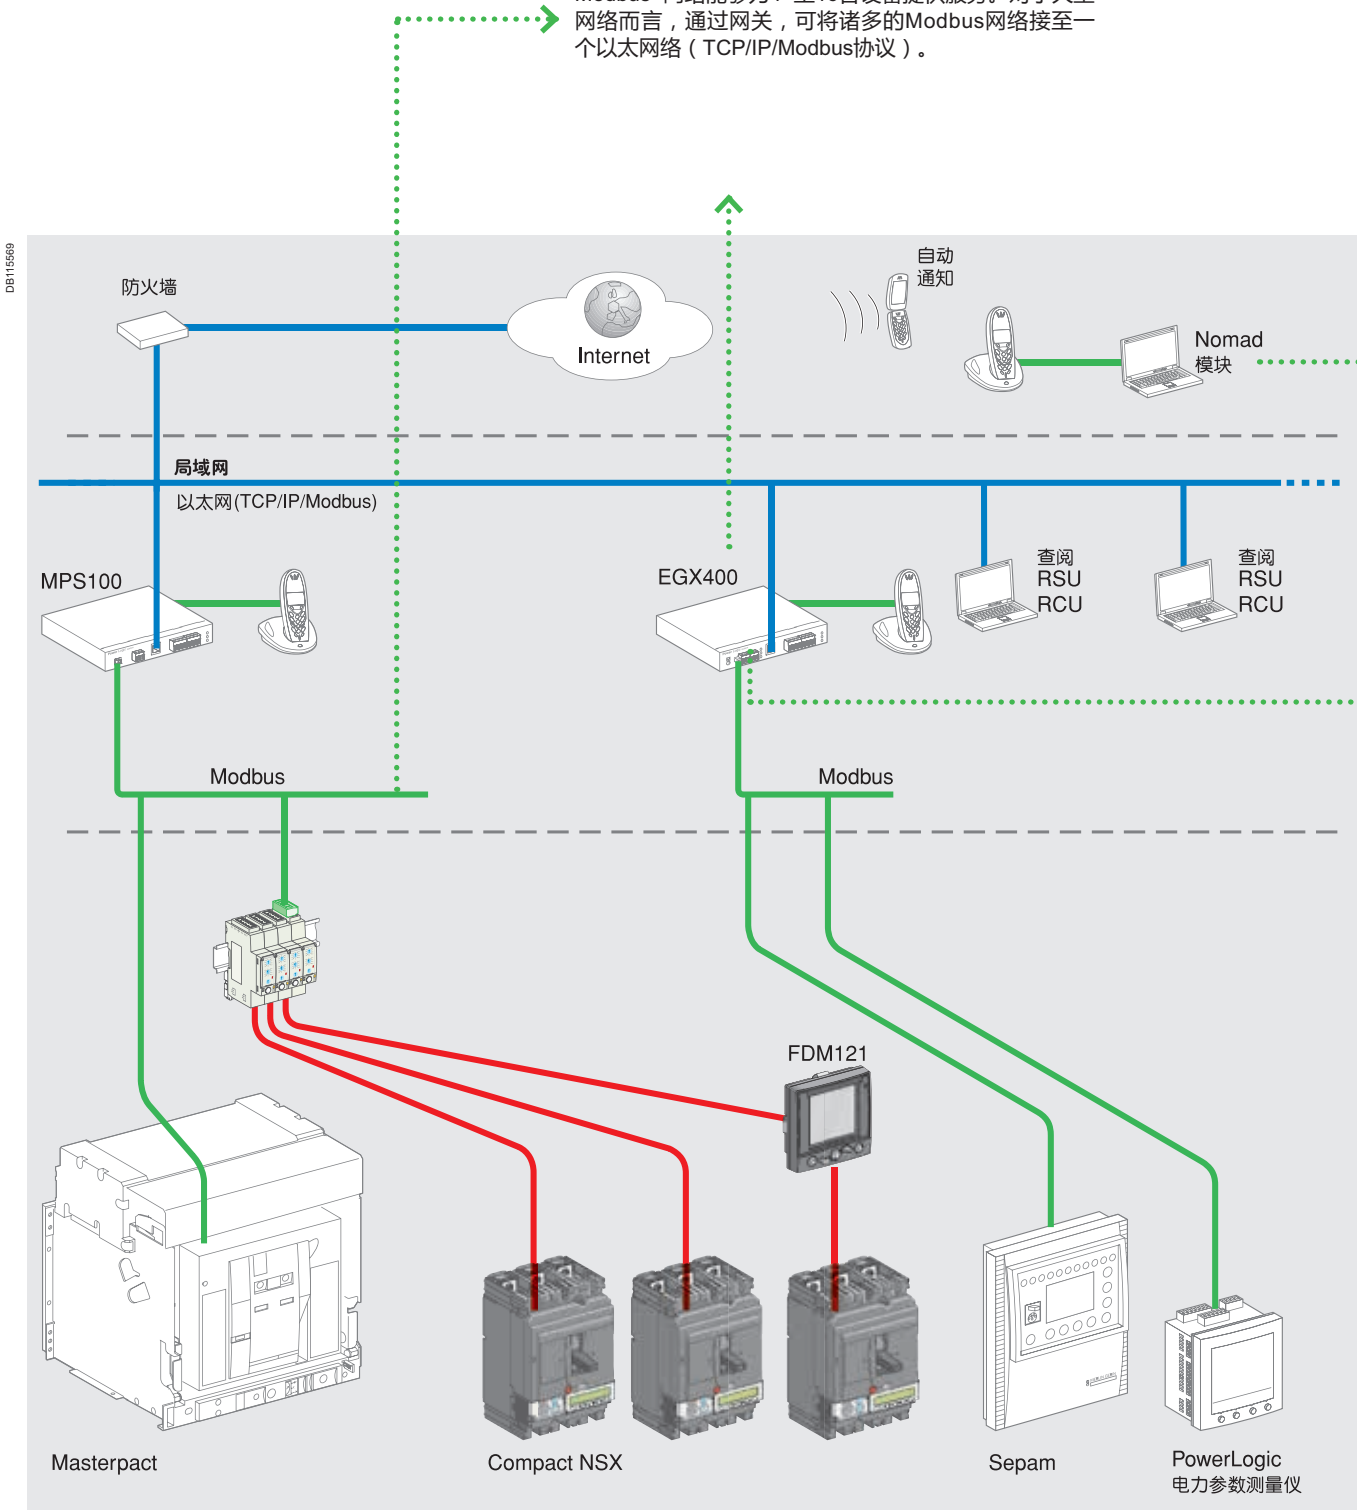 网络而言，通过网关，可将诸多的Modbus网络接至一
个以太网络（TCP/IP/Modbus协议）。
DB115569
自动
通知
防火墙
Internet
Nomad
模块
局域网
以太网(TCP/IP/Modbus)
MPS100
EGX400
查阅
RSU
RCU
查阅
RSU
RCU
Modbus
Modbus
FDM121
Masterpact
Compact NSX
Sepam
PowerLogic
电力参数测量仪